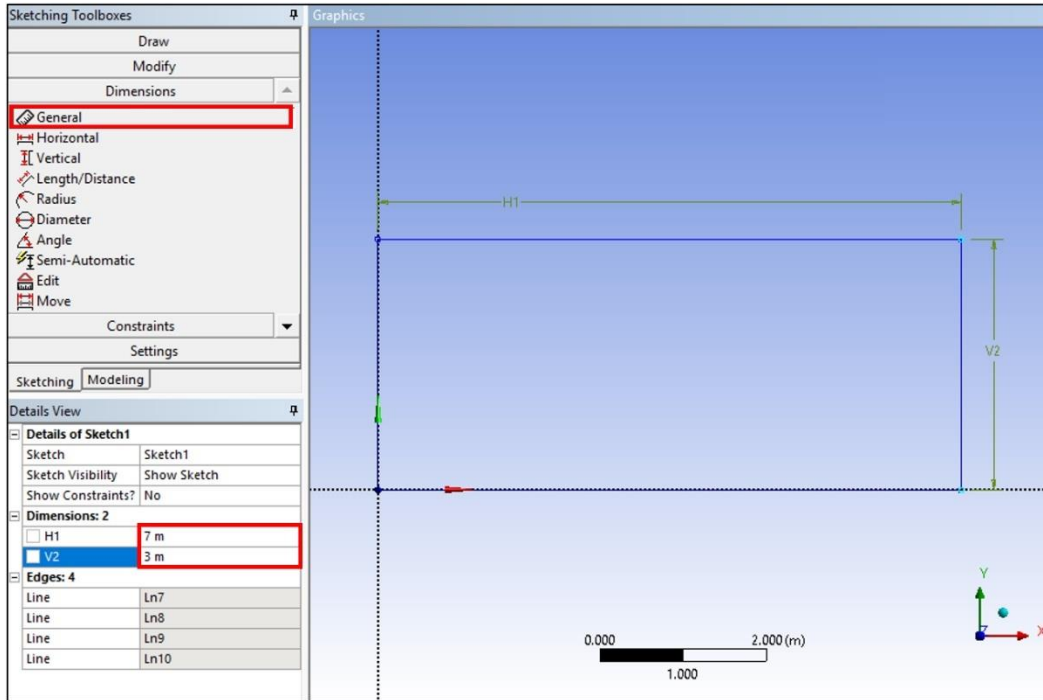 Sketching Toolboxes
Draw
Modify
Dimensions
General
Horizontal
Vertical
Length/Distance
Radius
Diameter
Angle
Semi-Automatic
Edit
Move
Constraints
Settings
Sketching Modeling
Details View
Details of Sketch1
Sketch Sketch1
Sketch Visibility Show Sketch
Show Constraints? No
Dimensions: 2
H1 7 m
V2 3 m
Edges: 4
Line Ln7
Line Ln8
Line Ln9
Line Ln10
Graphics
H1
V2
Y
Z
X
0.000 2.000 (m)
1.000